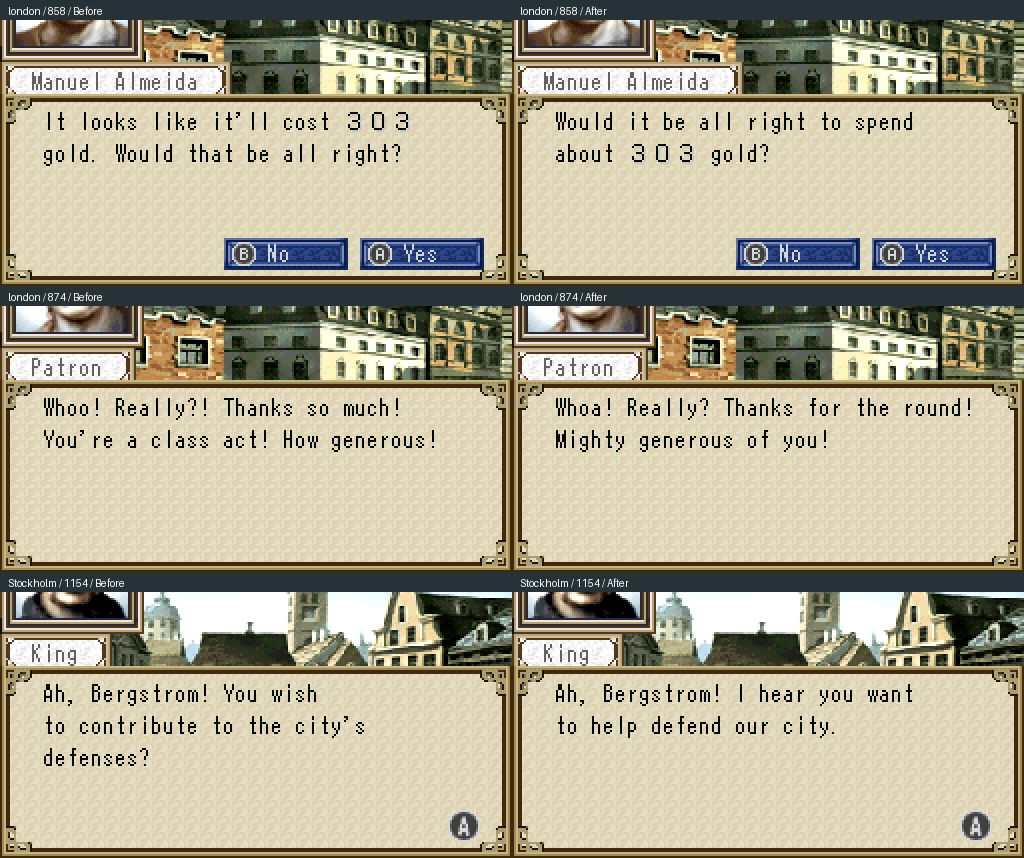 london / 858 / Before
Manuel Almeida
It looks like it'll cost 303
gold. Would that be all right?
B No
A Yes
london / 858 / After
Manuel Almeida
Would it be all right to spend
about 303 gold?
B No
A Yes
london / 874 / Before
Patron
Whoo! Really?! Thanks so much!
You're a class act! How generous!
london / 874 / After
Patron
Whoa! Really? Thanks for the round!
Mighty generous of you!
Stockholm / 1154 / Before
King
Ah, Bergstrom! You wish
to contribute to the city's
defenses?
A
Stockholm / 1154 / After
King
Ah, Bergstrom! I hear you want
to help defend our city.
A